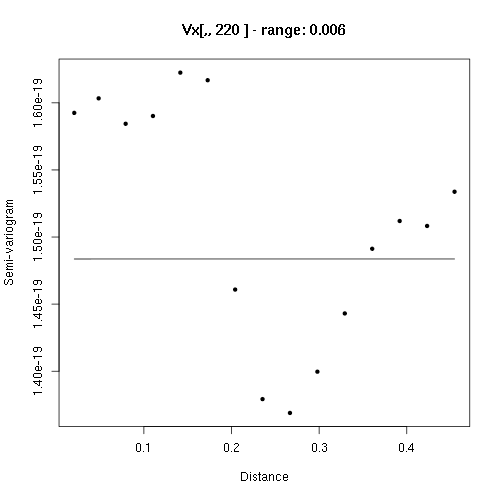 Vx[,, 220 ] - range: 0.006
Semi-variogram
1.60e-19
1.55e-19
1.50e-19
1.45e-19
1.40e-19
0.1 0.2 0.3 0.4
Distance